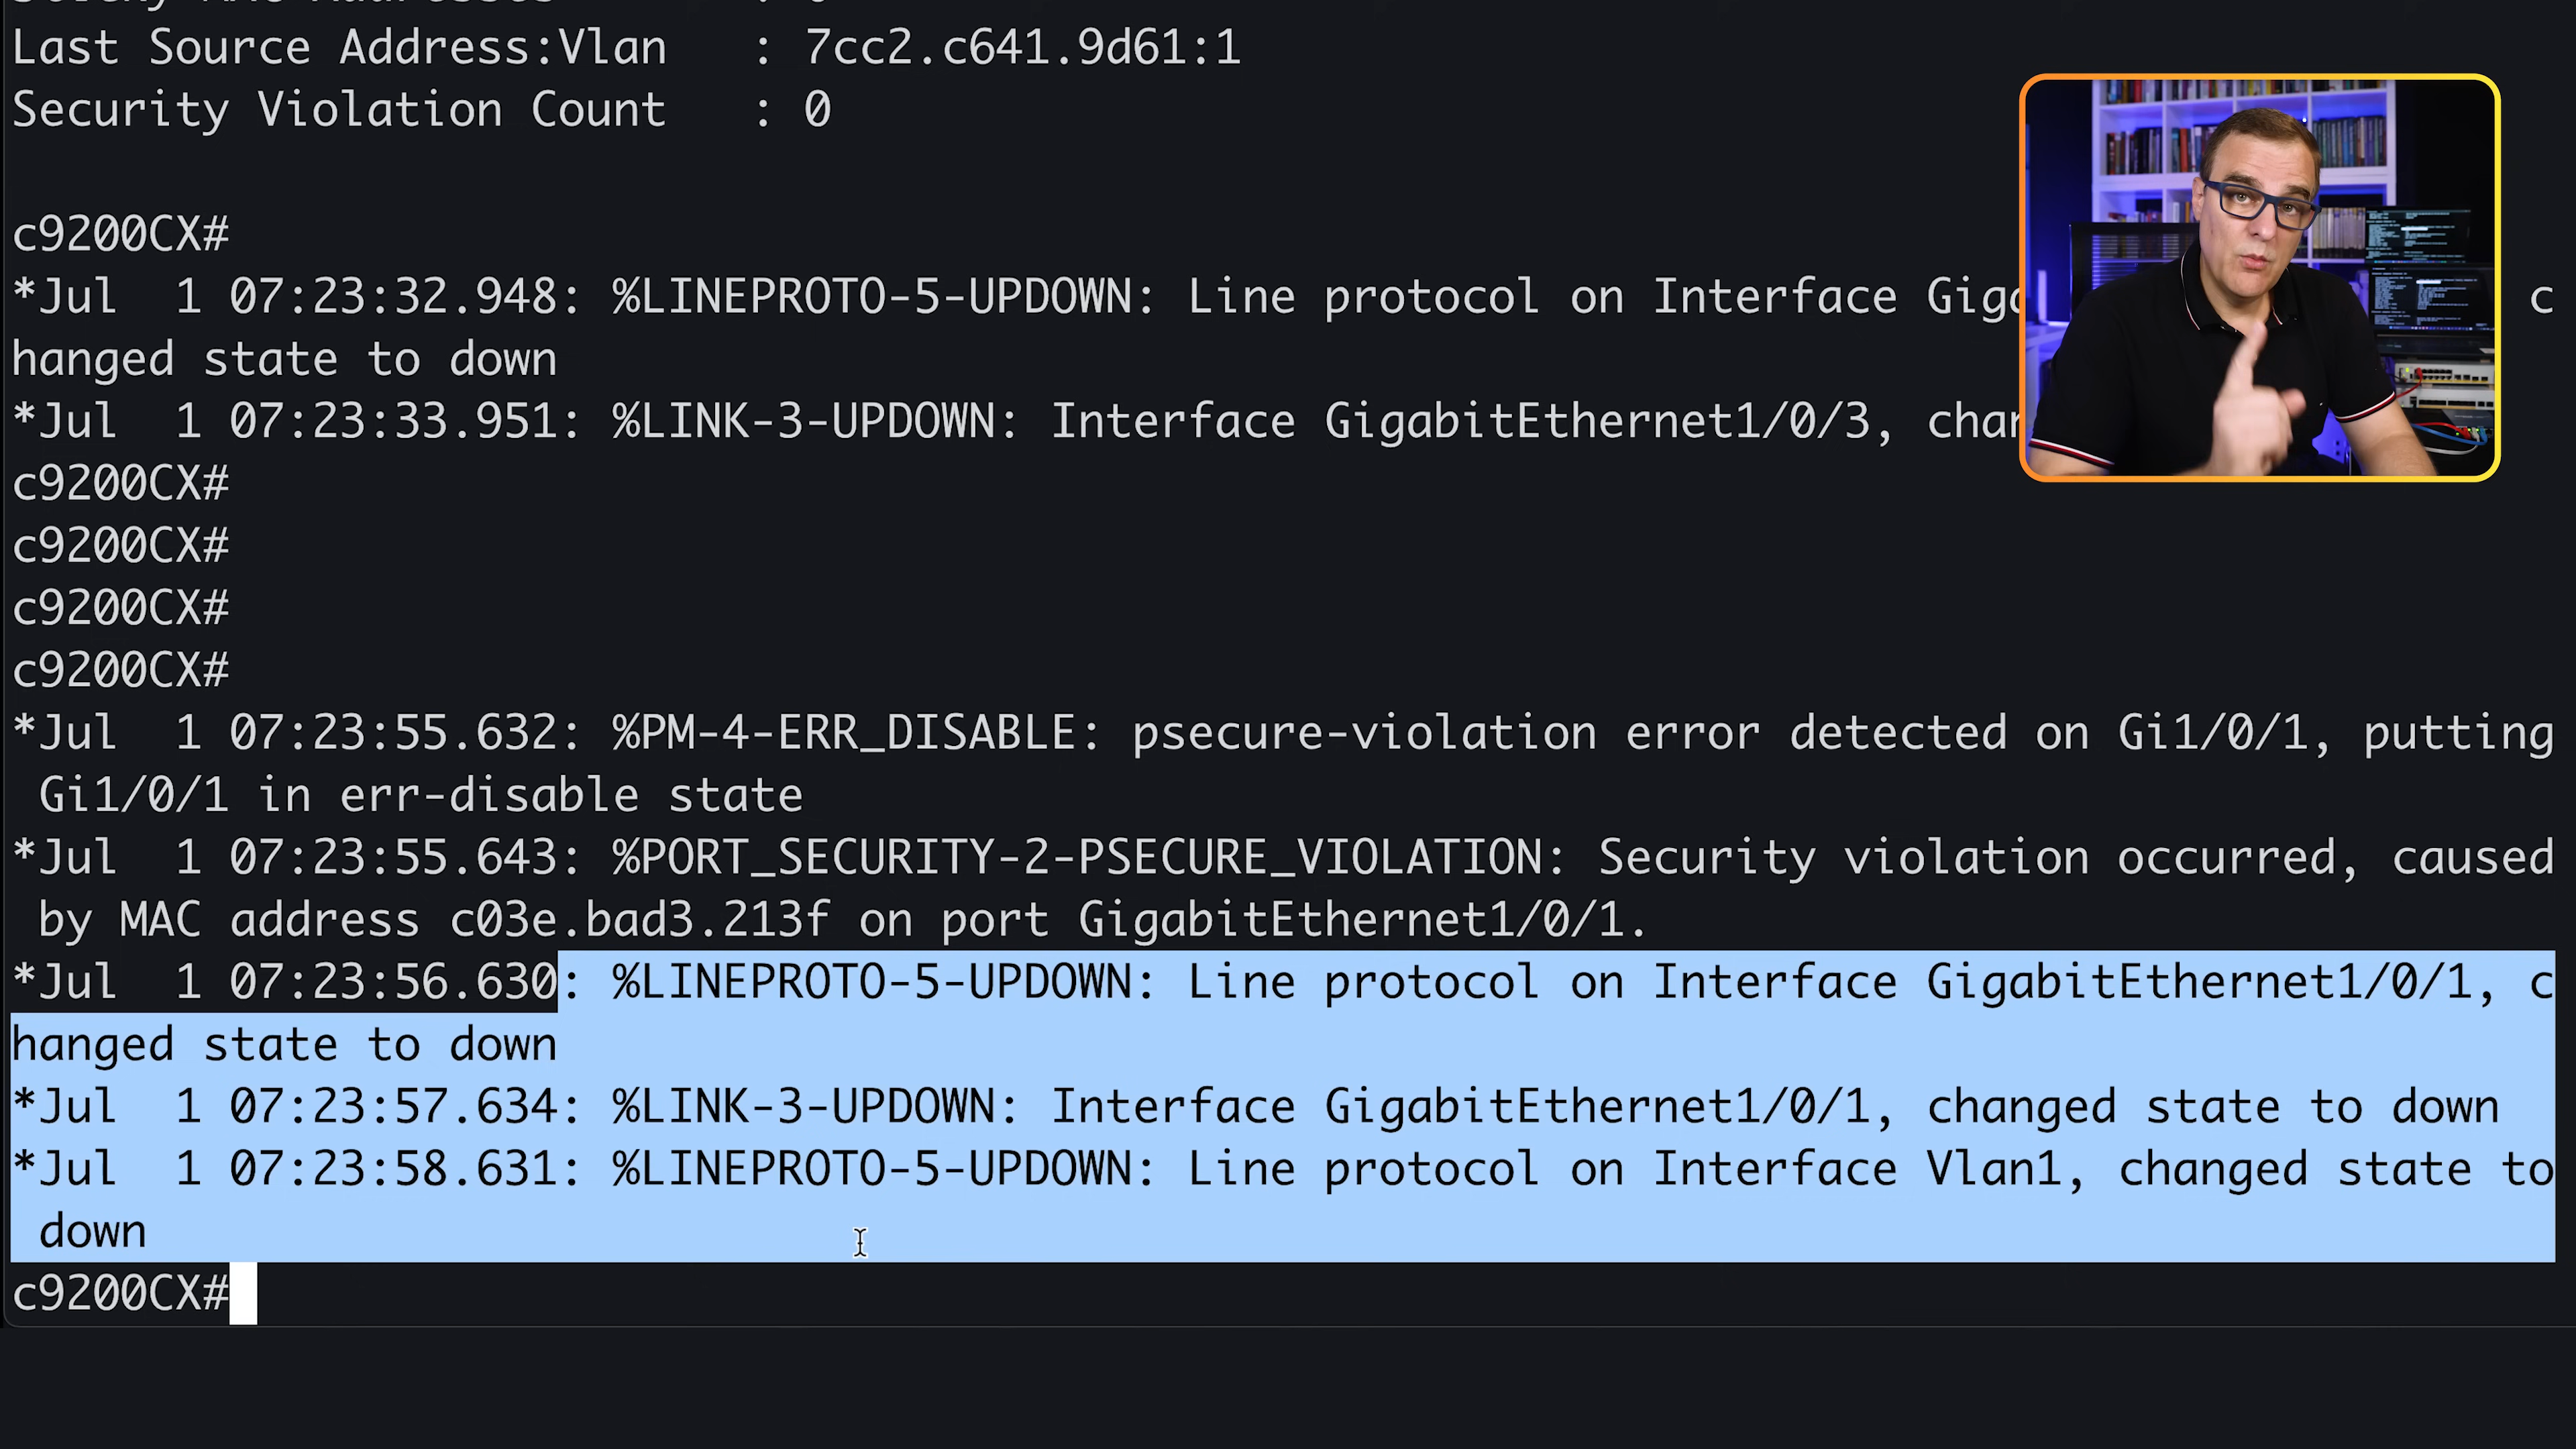 Last Source Address:Vlan   : 7cc2.c641.9d61:1
Security Violation Count   : 0
c9200CX#
*Jul  1 07:23:32.948: %LINEPROTO-5-UPDOWN: Line protocol on Interface c
hanged state to down
*Jul  1 07:23:33.951: %LINK-3-UPDOWN: Interface GigabitEthernet1/0/3,
c9200CX#
c9200CX#
c9200CX#
c9200CX#
*Jul  1 07:23:55.632: %PM-4-ERR_DISABLE: psecure-violation error detected on Gi1/0/1, putting
 Gi1/0/1 in err-disable state
*Jul  1 07:23:55.643: %PORT_SECURITY-2-PSECURE_VIOLATION: Security violation occurred, caused
 by MAC address c03e.bad3.213f on port GigabitEthernet1/0/1.
*Jul  1 07:23:56.630: %LINEPROTO-5-UPDOWN: Line protocol on Interface GigabitEthernet1/0/1, c
hanged state to down
*Jul  1 07:23:57.634: %LINK-3-UPDOWN: Interface GigabitEthernet1/0/1, changed state to down
*Jul  1 07:23:58.631: %LINEPROTO-5-UPDOWN: Line protocol on Interface Vlan1, changed state to
 down
c9200CX#